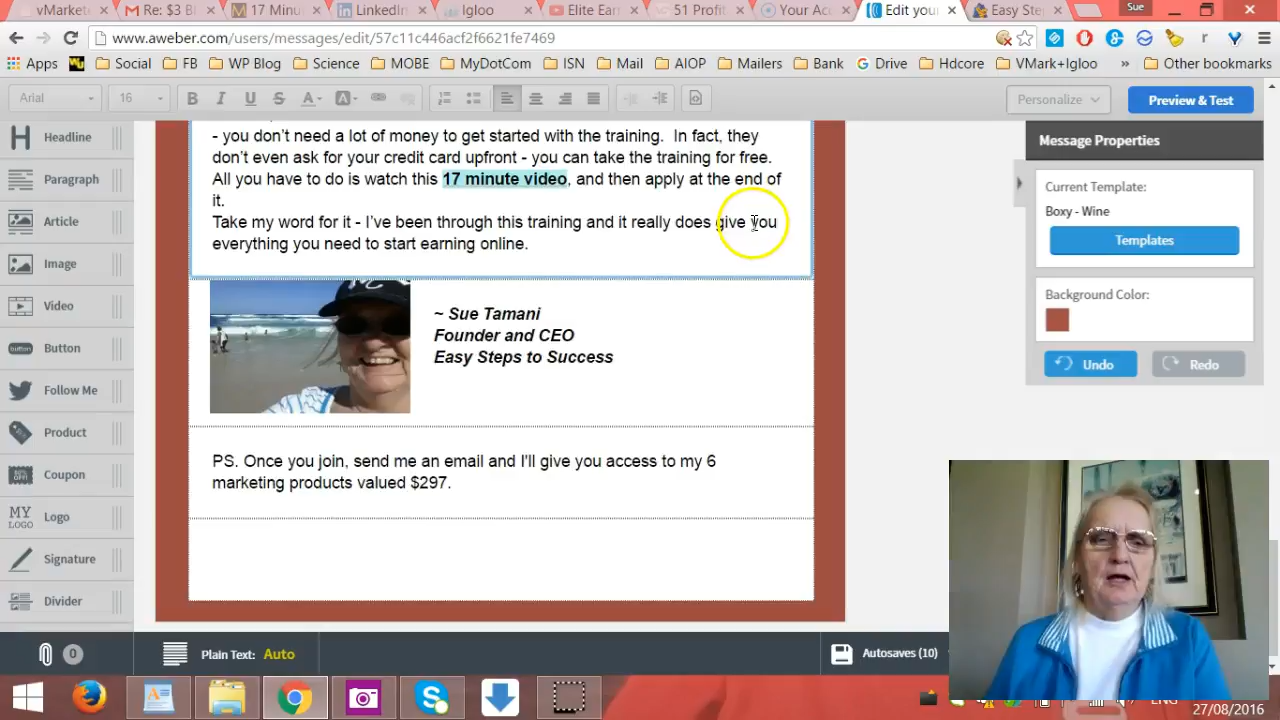 vMarkete
Re: $3 B
17 Minut
LinkedIn
Igloo
Elite Earn
51 Profit
Your Acc
Edit your
Easy Ste
Sue
www.aweber.com/users/messages/edit/57c11c446acf2f6621fe7469
Apps
Social
FB
WP Blog
Science
MOBE
MyDotCom
ISN
Mail
AIOP
Mailers
Bank
Drive
Hdcore
VMark+Igloo
»
Other bookmarks
Arial
16
B I U S A A
Personalize
Preview & Test
Headline
Paragraph
Article
Image
Video
Button
Follow Me
Product
Coupon
MY LOGO
Logo
Signature
Divider
- you don't need a lot of money to get started with the training. In fact, they
don't even ask for your credit card upfront - you can take the training for free.
All you have to do is watch this 17 minute video, and then apply at the end of
it.
Take my word for it - I've been through this training and it really does give you
everything you need to start earning online.
~ Sue Tamani
Founder and CEO
Easy Steps to Success
PS. Once you join, send me an email and I'll give you access to my 6
marketing products valued $297.
Message Properties
Current Template:
Boxy - Wine
Templates
Background Color:
Undo
Redo
0
Plain Text: Auto
Autosaves (10)
ENG
27/08/2016